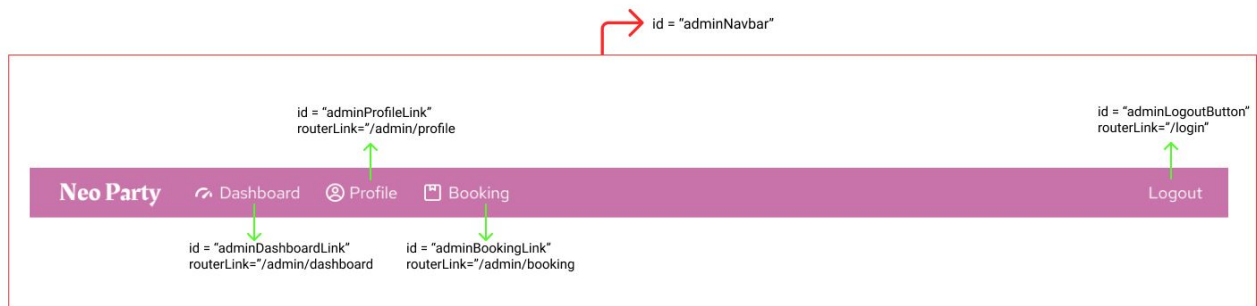 id = “adminNavbar”
id = “adminProfileLink”
routerLink=”/admin/profile
id = “adminLogoutButton”
routerLink=”/login”
Neo Party
Dashboard
Profile
Booking
Logout
id = “adminDashboardLink”
routerLink=”/admin/dashboard
id = “adminBookingLink”
routerLink=”/admin/booking